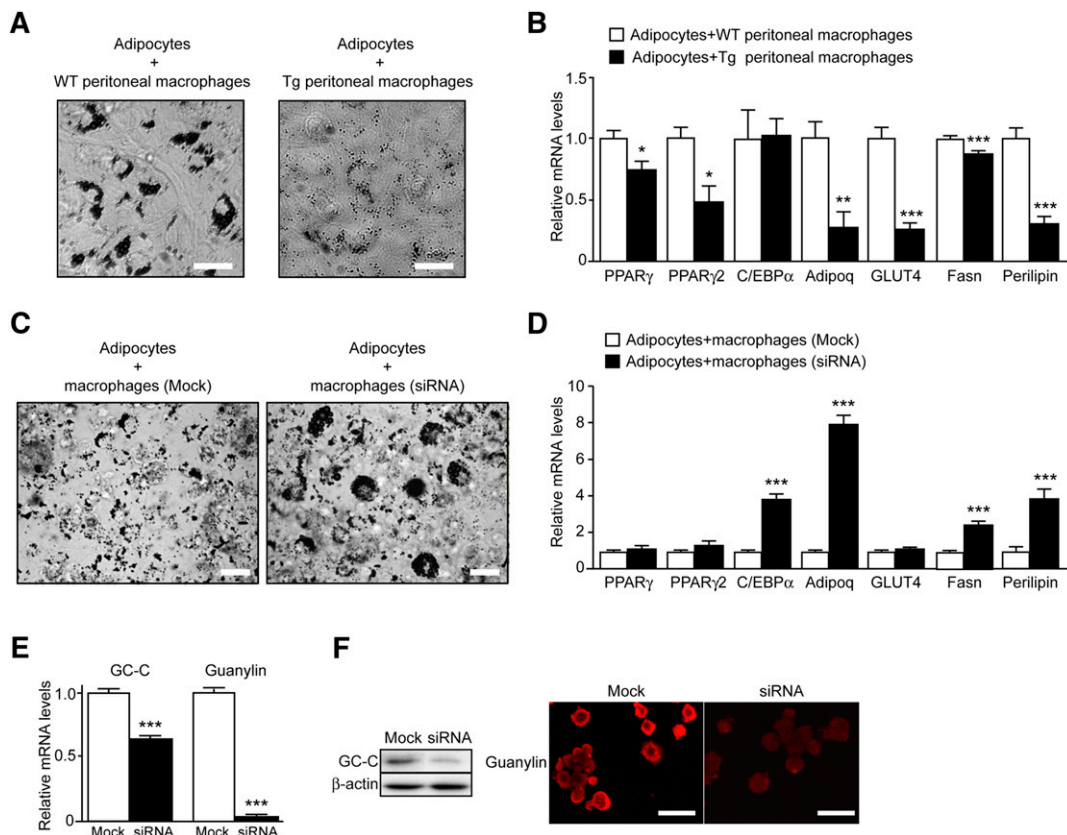 A
Adipocytes
+
WT peritoneal macrophages
Adipocytes
+
Tg peritoneal macrophages
B
Adipocytes+WT peritoneal macrophages
Adipocytes+Tg peritoneal macrophages
Relative mRNA levels
1.5
1.0
0.5
0
* * ** *** *** ***
PPARγ PPARγ2 C/EBPα Adipoq GLUT4 Fasn Perilipin
C
Adipocytes
+
macrophages (Mock)
Adipocytes
+
macrophages (siRNA)
D
Adipocytes+macrophages (Mock)
Adipocytes+macrophages (siRNA)
Relative mRNA levels
10
8
6
4
2
0
*** *** *** ***
PPARγ PPARγ2 C/EBPα Adipoq GLUT4 Fasn Perilipin
E
GC-C Guanylin
Relative mRNA levels
1.0
0.5
0
*** ***
Mock siRNA Mock siRNA
F
Mock siRNA
GC-C
β-actin
Mock siRNA
Guanylin